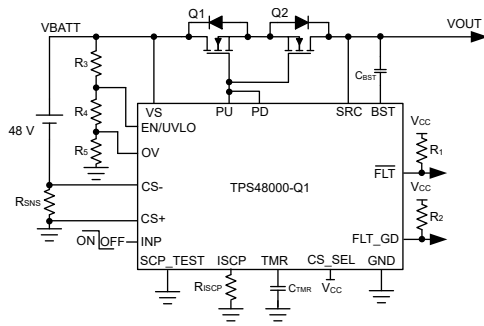 Q1 Q2
VBATT VOUT
R3
CBST
R4
VS PU PD SRC BST
EN/UVLO
VCC
48 V
R5
OV
R1
FLT
CS-
TPS48000-Q1
VCC
RSNS
CS+
R2
ON OFF INP
FLT_GD
SCP_TEST ISCP TMR CS_SEL GND
RISCP CTMR VCC